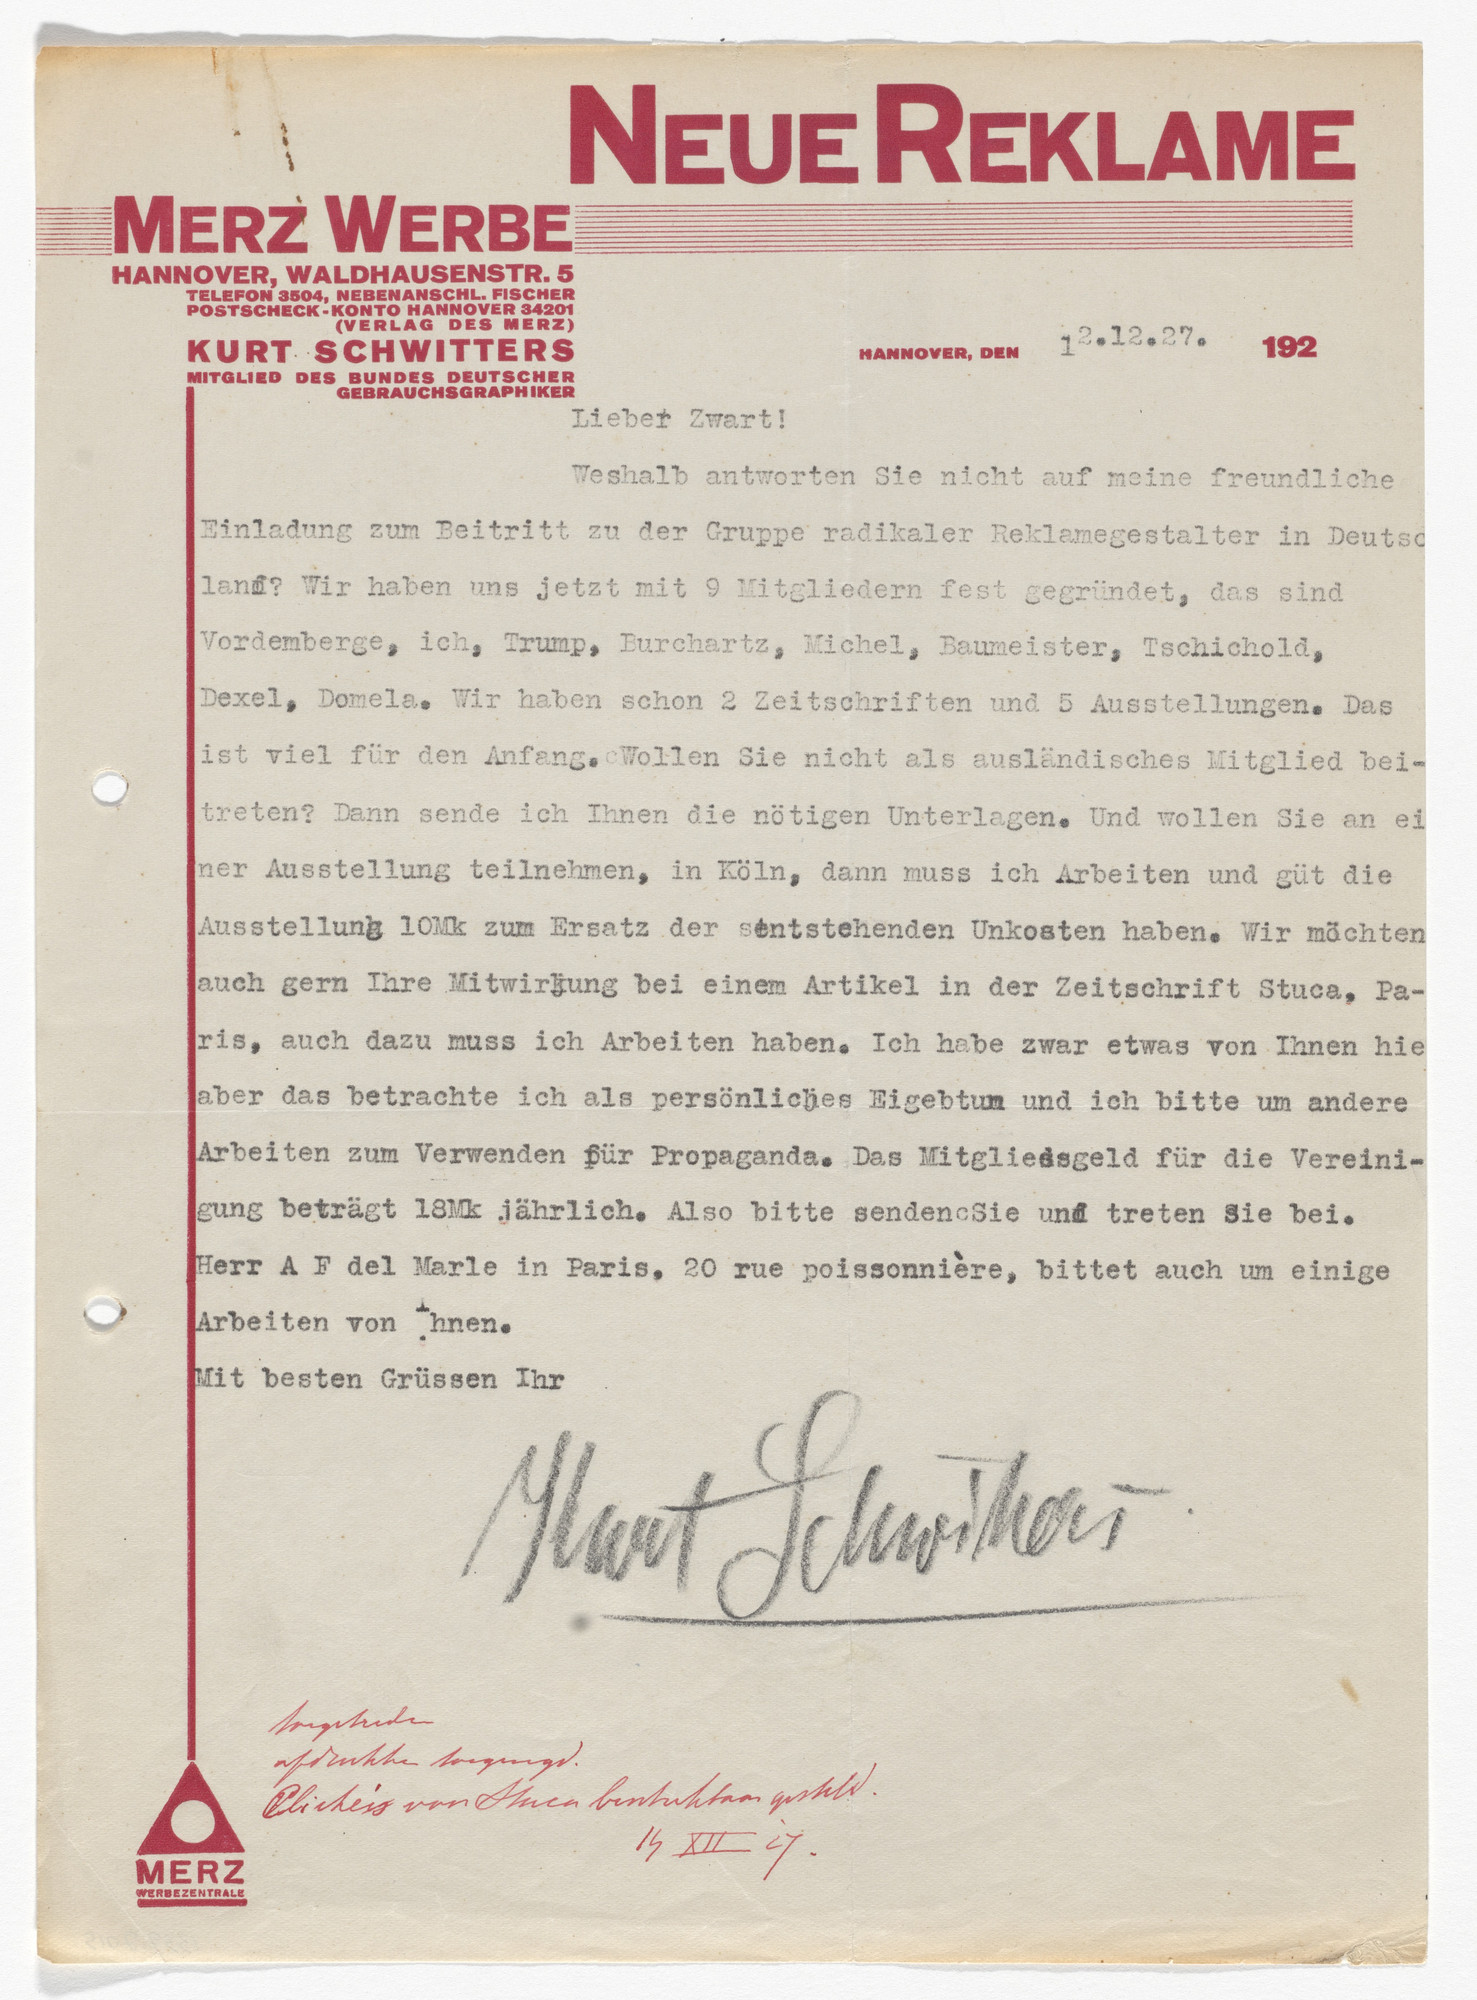 NEUE REKLAME
MERZ WERBE
HANNOVER, WALDHAUSENSTR. 5
TELEFON 3504, NEBENANSCHL. FISCHER
POSTSCHECK-KONTO HANNOVER 34201
(VERLAG DES MERZ)
KURT SCHWITTERS
MITGLIED DES BUNDES DEUTSCHER
GEBRAUCHSGRAPHIKER
HANNOVER, DEN 12.12.27. 192
Lieber Zwart!
Weshalb antworten Sie nicht auf meine freundliche
Einladung zum Beitritt zu der Gruppe radikaler Reklamegestalter in Deutsc
land? Wir haben uns jetzt mit 9 Mitgliedern fest gegründet, das sind
Vordemberge, ich, Trump, Burchartz, Michel, Baumeister, Tschichold,
Dexel, Domela. Wir haben schon 2 Zeitschriften und 5 Ausstellungen. Das
ist viel für den Anfang. Wollen Sie nicht als ausländisches Mitglied bei-
treten? Dann sende ich Ihnen die nötigen Unterlagen. Und wollen Sie an ei
ner Ausstellung teilnehmen, in Köln, dann muss ich Arbeiten und güt die
Ausstellung 10Mk zum Ersatz der entstehenden Unkosten haben. Wir möchten
auch gern Ihre Mitwirkung bei einem Artikel in der Zeitschrift Stuca, Pa-
ris, auch dazu muss ich Arbeiten haben. Ich habe zwar etwas von Ihnen hie
aber das betrachte ich als persönliches Eigebtum und ich bitte um andere
Arbeiten zum Verwenden für Propaganda. Das Mitgliedsgeld für die Vereini-
gung beträgt 18Mk jährlich. Also bitte senden Sie und treten Sie bei.
Herr A F del Marle in Paris, 20 rue poissonnière, bittet auch um einige
Arbeiten von Ihnen.
Mit besten Grüssen Ihr
Kurt Schwitters
toegetreden
afdrukken toegezegd.
Cliché's voor Stuca beschikbaar gesteld.
14 XII 27.
MERZ
WERBEZENTRALE